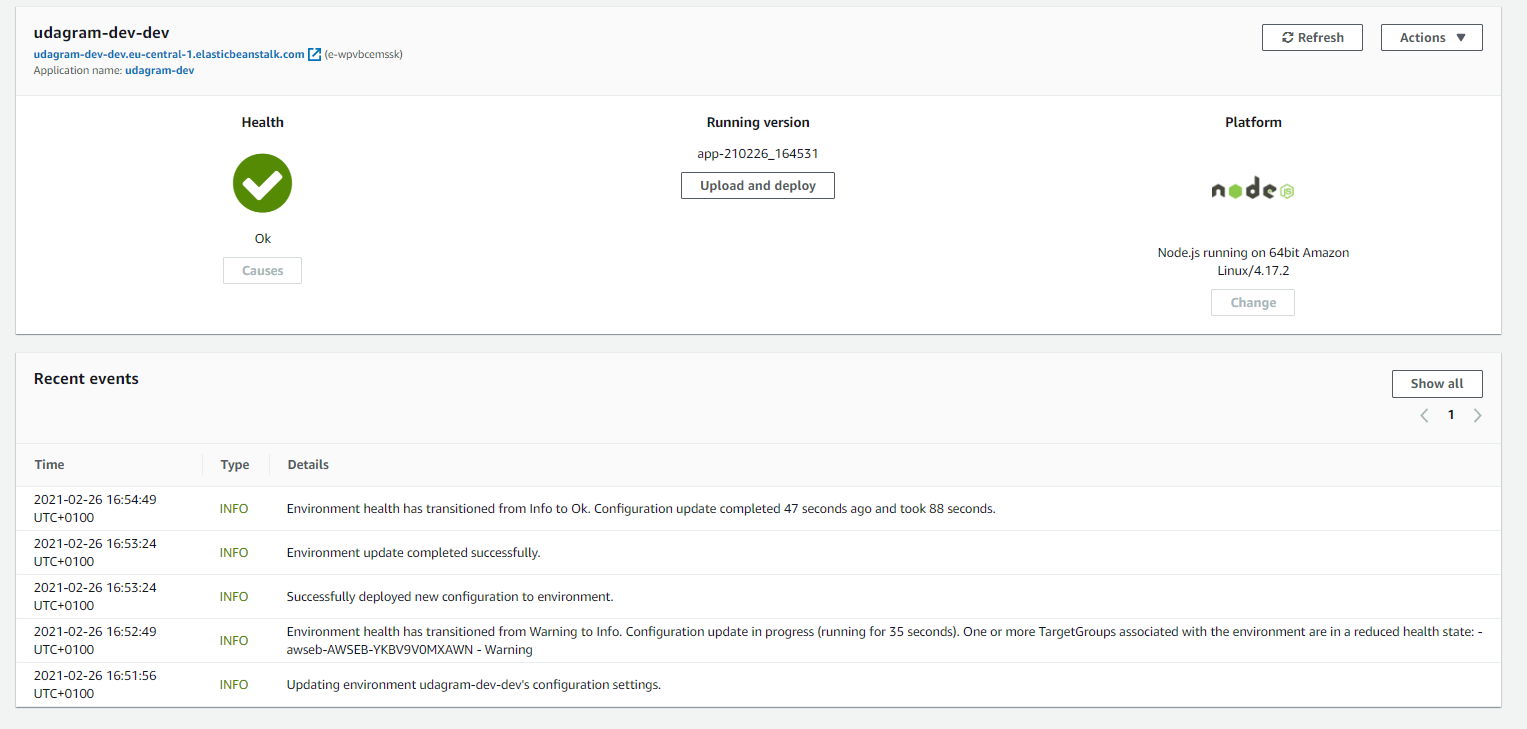 udagram-dev-dev
udagram-dev-dev.eu-central-1.elasticbeanstalk.com (e-wpvbcemssk)
Application name: udagram-dev
Refresh
Actions ▼
Health
Ok
Causes
Running version
app-210226_164531
Upload and deploy
Platform
node JS
Node.js running on 64bit Amazon
Linux/4.17.2
Change
Recent events
Show all
1
Time Type Details
2021-02-26 16:54:49
UTC+0100
INFO
Environment health has transitioned from Info to Ok. Configuration update completed 47 seconds ago and took 88 seconds.
2021-02-26 16:53:24
UTC+0100
INFO
Environment update completed successfully.
2021-02-26 16:53:24
UTC+0100
INFO
Successfully deployed new configuration to environment.
2021-02-26 16:52:49
UTC+0100
INFO
Environment health has transitioned from Warning to Info. Configuration update in progress (running for 35 seconds). One or more TargetGroups associated with the environment are in a reduced health state: -
awseb-AWSEB-YKBV9V0MXAWN - Warning
2021-02-26 16:51:56
UTC+0100
INFO
Updating environment udagram-dev-dev's configuration settings.